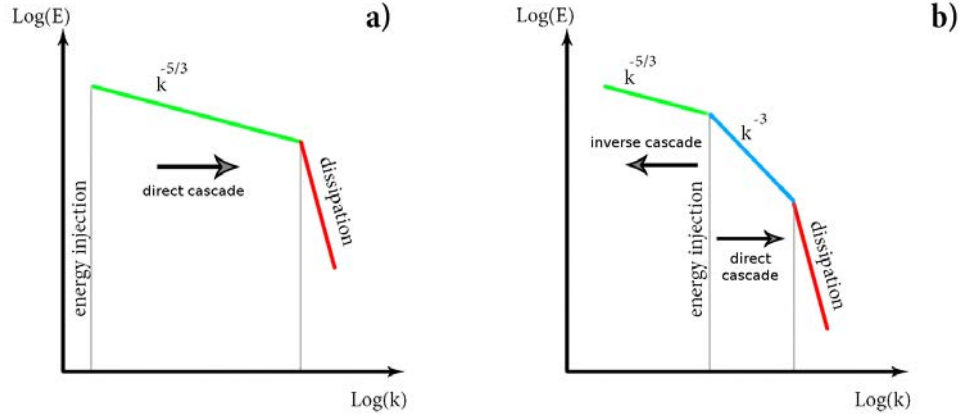 Log(E)
a)
k-5/3
direct cascade
energy injection
dissipation
Log(k)
Log(E)
b)
k-5/3
k-3
inverse cascade
energy injection
direct
cascade
dissipation
Log(k)